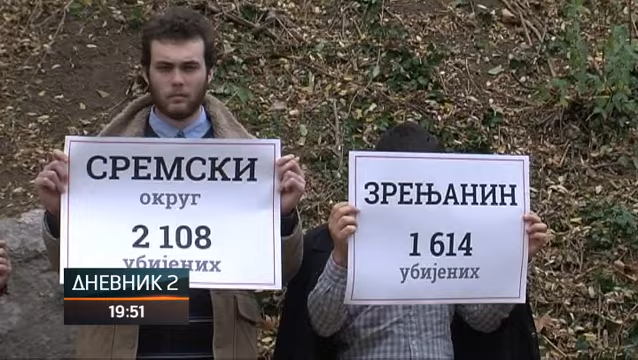 СРЕМСКИ
округ
2 108
убијених
ЗРЕЊАНИН
1 614
убијених
ДНЕВНИК 2
19:51